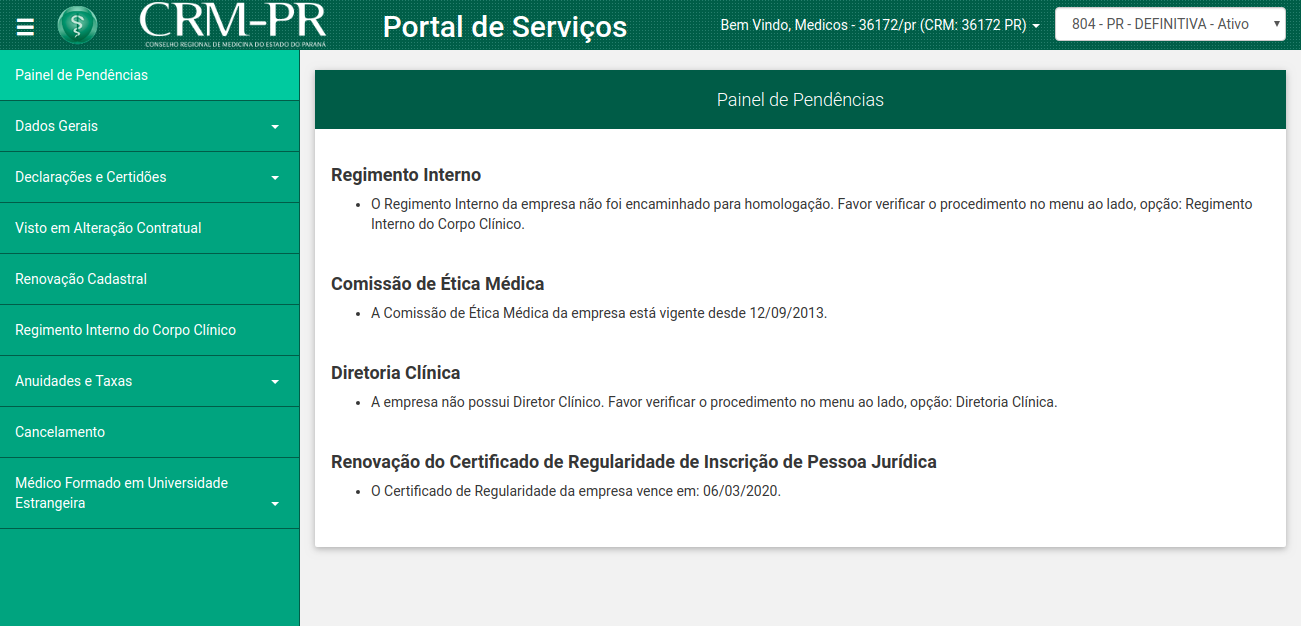 CRM-PR
CONSELHO REGIONAL DE MEDICINA DO ESTADO DO PARANÁ
Portal de Serviços
Bem Vindo, Medicos - 36172/pr (CRM: 36172 PR)
804 - PR - DEFINITIVA - Ativo
Painel de Pendências
Dados Gerais
Declarações e Certidões
Visto em Alteração Contratual
Renovação Cadastral
Regimento Interno do Corpo Clínico
Anuidades e Taxas
Cancelamento
Médico Formado em Universidade
Estrangeira
Painel de Pendências
Regimento Interno
• O Regimento Interno da empresa não foi encaminhado para homologação. Favor verificar o procedimento no menu ao lado, opção: Regimento
Interno do Corpo Clínico.
Comissão de Ética Médica
• A Comissão de Ética Médica da empresa está vigente desde 12/09/2013.
Diretoria Clínica
• A empresa não possui Diretor Clínico. Favor verificar o procedimento no menu ao lado, opção: Diretoria Clínica.
Renovação do Certificado de Regularidade de Inscrição de Pessoa Jurídica
• O Certificado de Regularidade da empresa vence em: 06/03/2020.